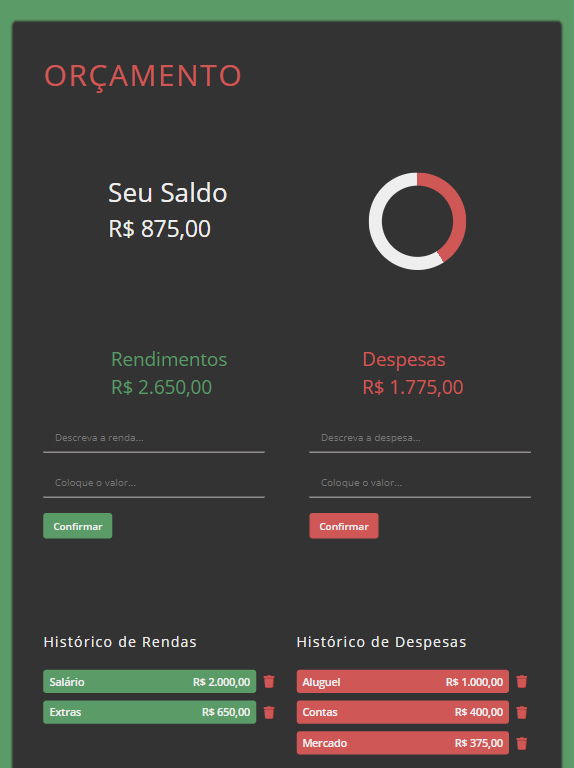 ORÇAMENTO
Seu Saldo
R$ 875,00
Rendimentos
R$ 2.650,00
Despesas
R$ 1.775,00
Descreva a renda...
Coloque o valor...
Confirmar
Descreva a despesa...
Coloque o valor...
Confirmar
Histórico de Rendas
Salário R$ 2.000,00
Extras R$ 650,00
Histórico de Despesas
Aluguel R$ 1.000,00
Contas R$ 400,00
Mercado R$ 375,00